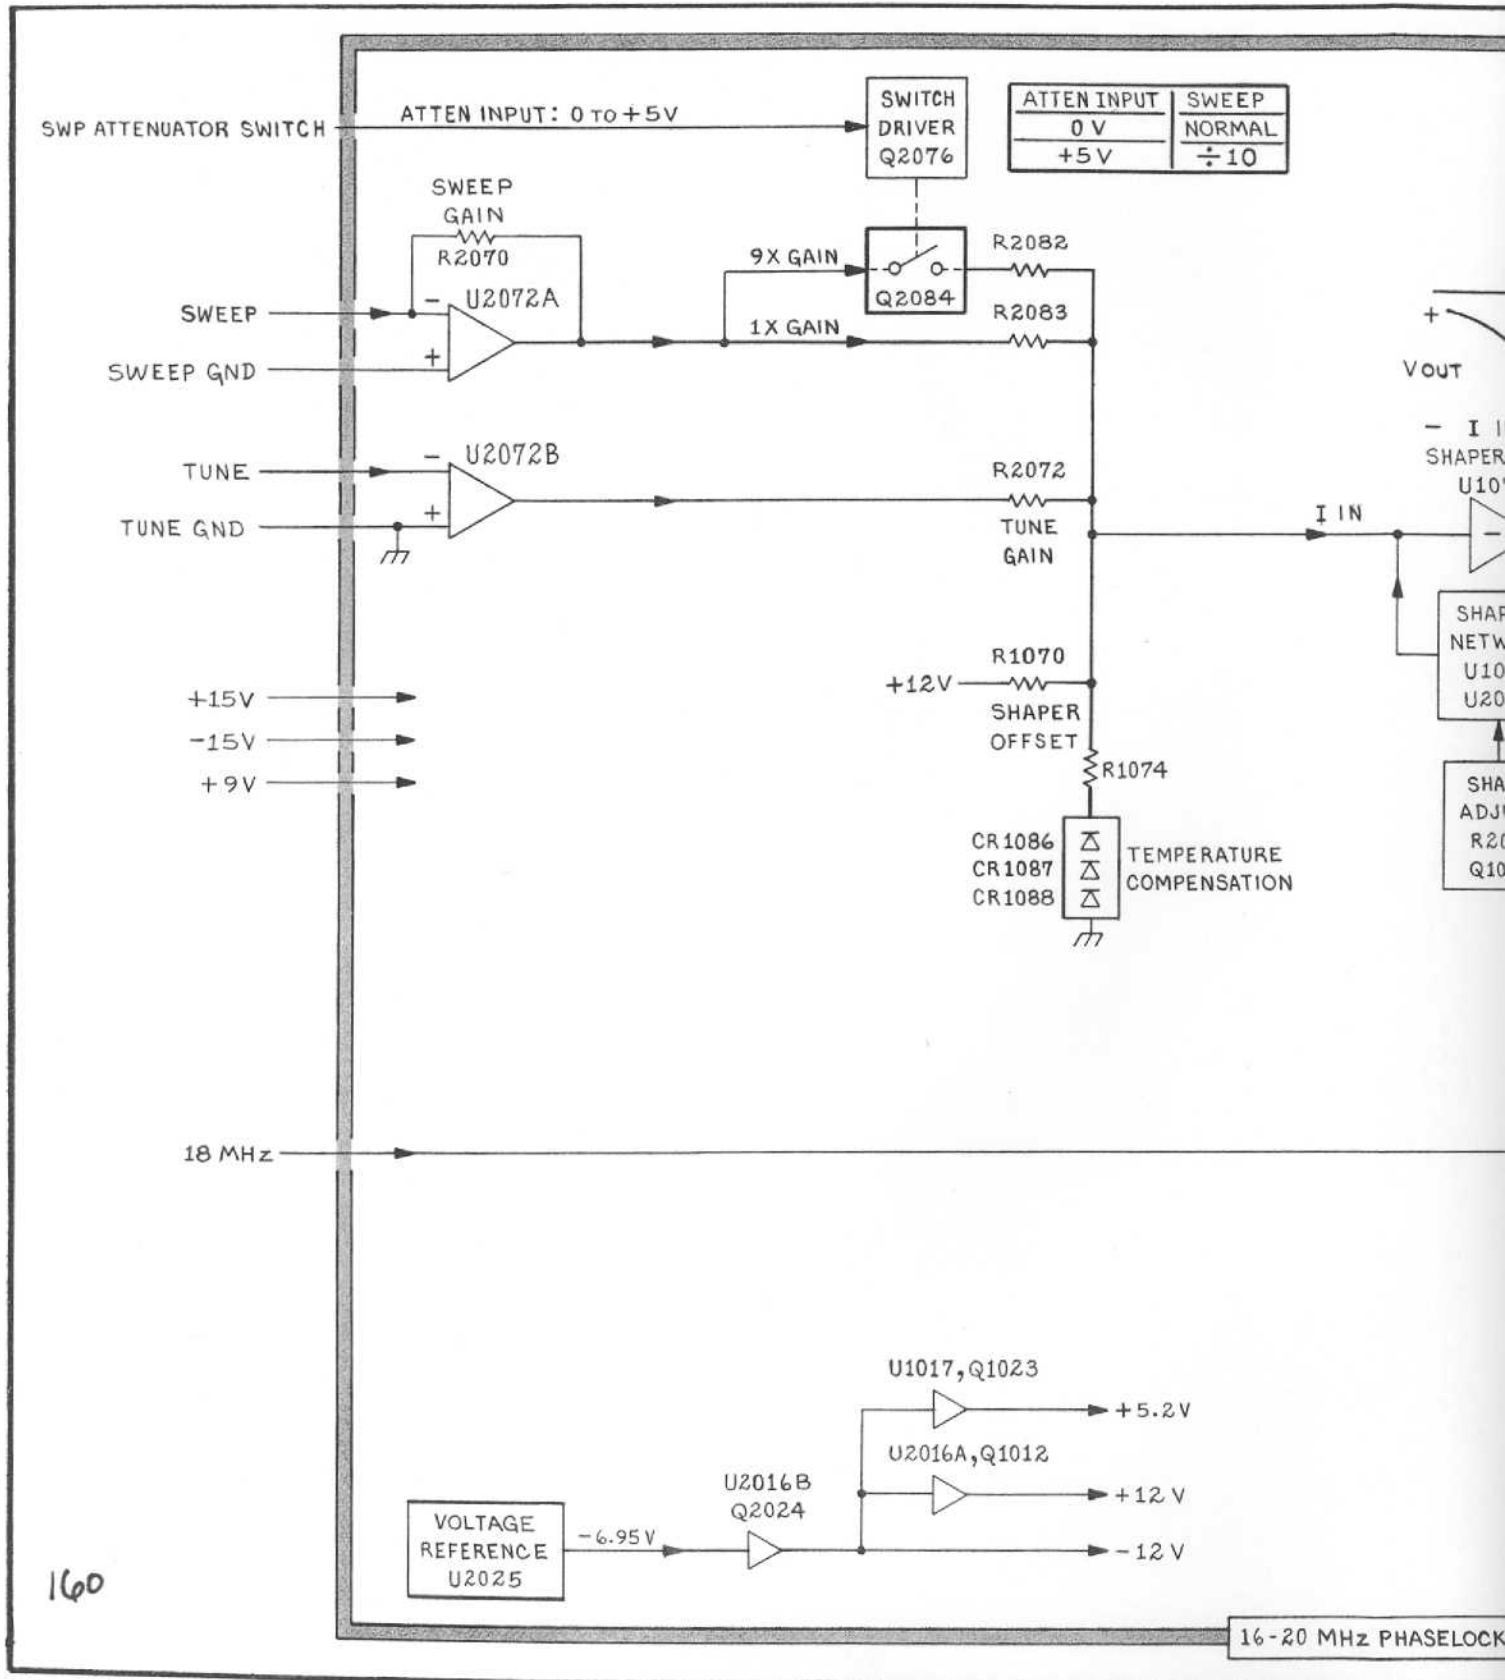 SWP ATTENUATOR SWITCH
ATTEN INPUT: 0 TO +5V
SWITCH
DRIVER
Q2076
ATTEN INPUT SWEEP
0 V NORMAL
+5V ÷10
SWEEP
GAIN
R2070
9X GAIN
Q2084
R2082
SWEEP
-
U2072A
1X GAIN
R2083
SWEEP GND
+
+
VOUT
- I
SHAPER
TUNE
-
U2072B
R2072
TUNE GND
+
TUNE
GAIN
I IN
-
+15V
-15V
+9V
+12V
R1070
SHAPER
OFFSET
R1074
CR1086
CR1087
CR1088
TEMPERATURE
COMPENSATION
18 MHz
U1017, Q1023
+5.2V
U2016A, Q1012
+12V
U2016B
Q2024
-12V
VOLTAGE
REFERENCE
U2025
-6.95V
160
16-20 MHz PHASELOCK